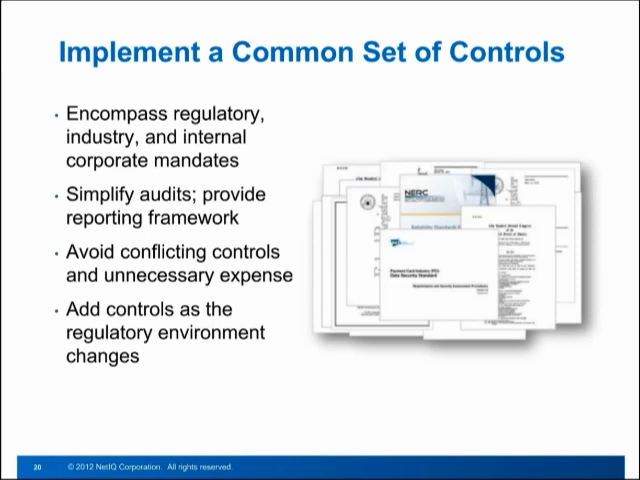 Implement a Common Set of Controls
• Encompass regulatory,
industry, and internal
corporate mandates
• Simplify audits; provide
reporting framework
• Avoid conflicting controls
and unnecessary expense
• Add controls as the
regulatory environment
changes
NERC
Reliability Standards
Payment Card Industry (PCI)
Data Security Standard
Requirements and Security Assessment Procedures
20
© 2012 NetIQ Corporation. All rights reserved.